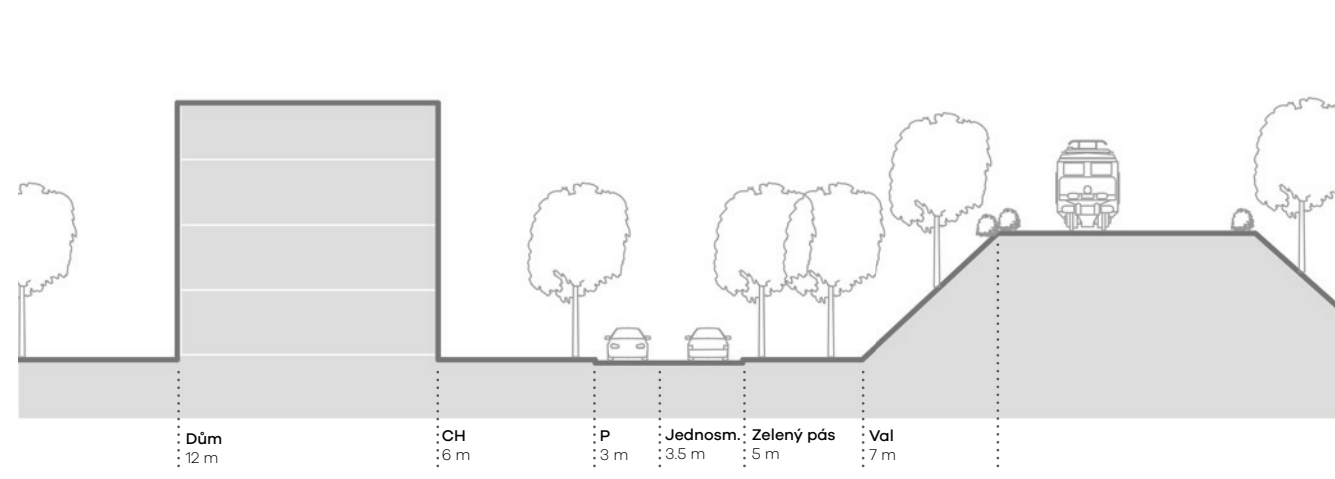 Dům
12 m
CH
6 m
P
3 m
Jednosm.
3.5 m
Zelený pás
5 m
Val
7 m